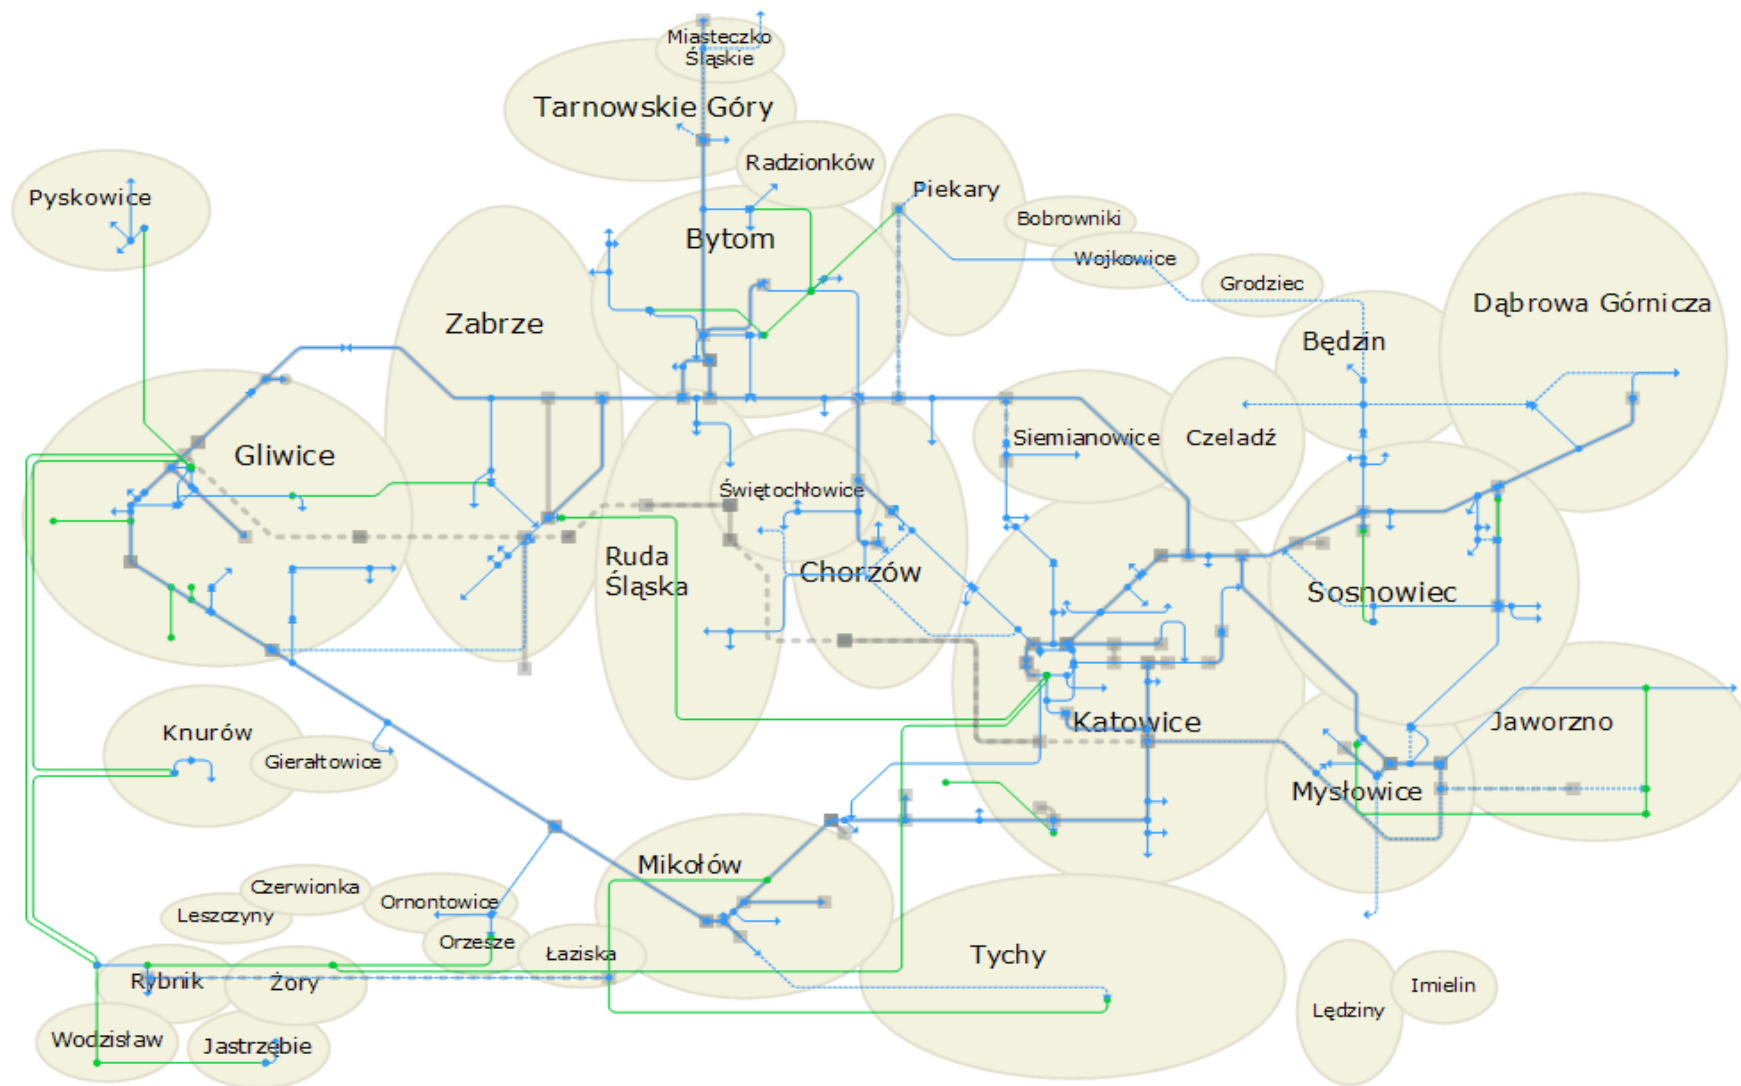 Miasteczko
Śląskie
Tarnowskie Góry
Radzionków
Piekary
Pyskowice
Bobrowniki
Bytom
Wojkowice
Grodziec
Dąbrowa Górnicza
Zabrze
Będzin
Siemianowice
Czeladź
Gliwice
Świętochłowice
Ruda
Śląska
Chorzów
Sosnowiec
Katowice
Jaworzno
Knurów
Gierałtowice
Mysłowice
Mikołów
Czerwionka
Leszczyny
Ornontowice
Orzesze
Łaziska
Tychy
Rybnik
Żory
Imielin
Lędziny
Wodzisław
Jastrzębie